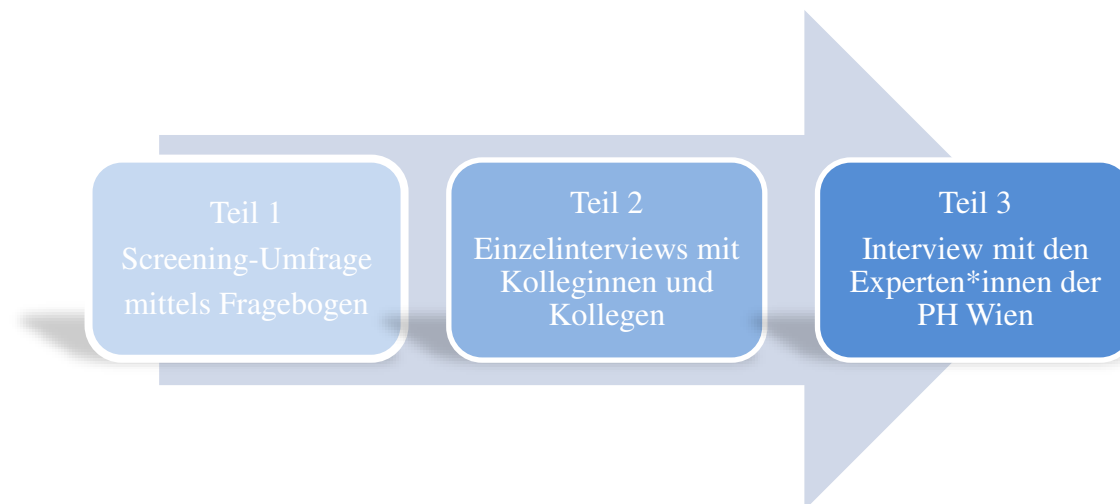 Teil 1
Screening-Umfrage
mittels Fragebogen
Teil 2
Einzelinterviews mit
Kolleginnen und
Kollegen
Teil 3
Interview mit den
Experten*innen der
PH Wien